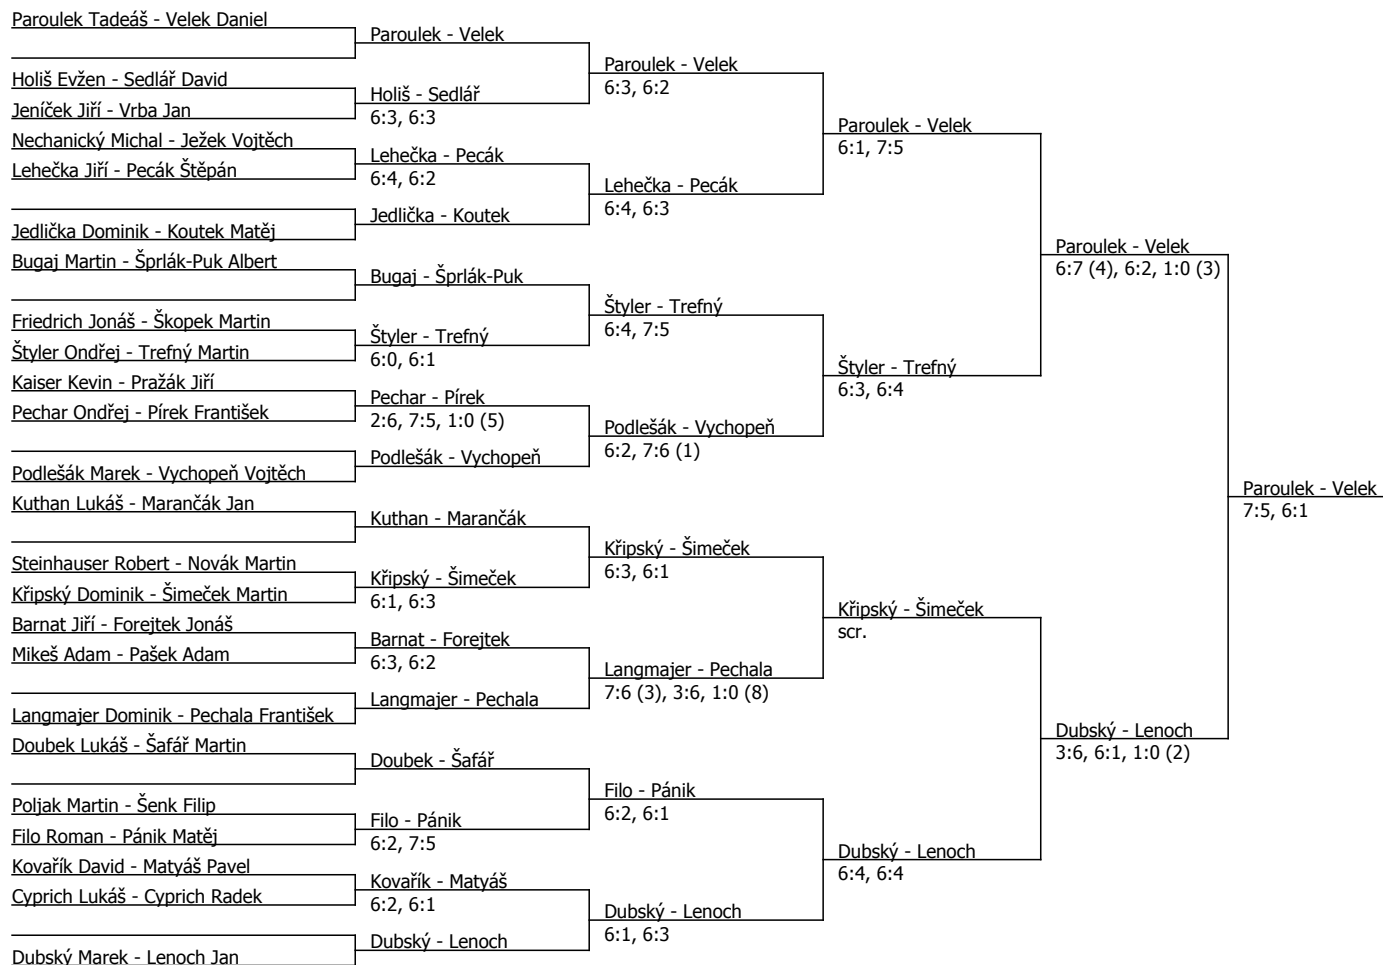 Paroulek Tadeáš - Velek Daniel
Holiš Evžen - Sedlář David
Jeníček Jiří - Vrba Jan
Nechanický Michal - Ježek Vojtěch
Lehečka Jiří - Pecák Štěpán
Jedlička Dominik - Koutek Matěj
Bugaj Martin - Šprlák-Puk Albert
Friedrich Jonáš - Škopek Martin
Štyler Ondřej - Trefný Martin
Kaiser Kevin - Pražák Jiří
Pechar Ondřej - Pírek František
Podlešák Marek - Vychopeň Vojtěch
Kuthan Lukáš - Marančák Jan
Steinhauser Robert - Novák Martin
Křipský Dominik - Šimeček Martin
Barnat Jiří - Forejtek Jonáš
Mikeš Adam - Pašek Adam
Langmajer Dominik - Pechala František
Doubek Lukáš - Šafář Martin
Poljak Martin - Šenk Filip
Filo Roman - Pánik Matěj
Kovařík David - Matyáš Pavel
Cyprich Lukáš - Cyprich Radek
Dubský Marek - Lenoch Jan
Paroulek - Velek
Holiš - Sedlář
6:3, 6:3
Lehečka - Pecák
6:4, 6:2
Jedlička - Koutek
Bugaj - Šprlák-Puk
Štyler - Trefný
6:0, 6:1
Pechar - Pírek
2:6, 7:5, 1:0 (5)
Podlešák - Vychopeň
Kuthan - Marančák
Křipský - Šimeček
6:1, 6:3
Barnat - Forejtek
6:3, 6:2
Langmajer - Pechala
Doubek - Šafář
Filo - Pánik
6:2, 7:5
Kovařík - Matyáš
6:2, 6:1
Dubský - Lenoch
Paroulek - Velek
6:3, 6:2
Lehečka - Pecák
6:4, 6:3
Štyler - Trefný
6:4, 7:5
Podlešák - Vychopeň
6:2, 7:6 (1)
Křipský - Šimeček
6:3, 6:1
Langmajer - Pechala
7:6 (3), 3:6, 1:0 (8)
Filo - Pánik
6:2, 6:1
Dubský - Lenoch
6:1, 6:3
Paroulek - Velek
6:1, 7:5
Štyler - Trefný
6:3, 6:4
Křipský - Šimeček
scr.
Dubský - Lenoch
6:4, 6:4
Paroulek - Velek
6:7 (4), 6:2, 1:0 (3)
Dubský - Lenoch
3:6, 6:1, 1:0 (2)
Paroulek - Velek
7:5, 6:1